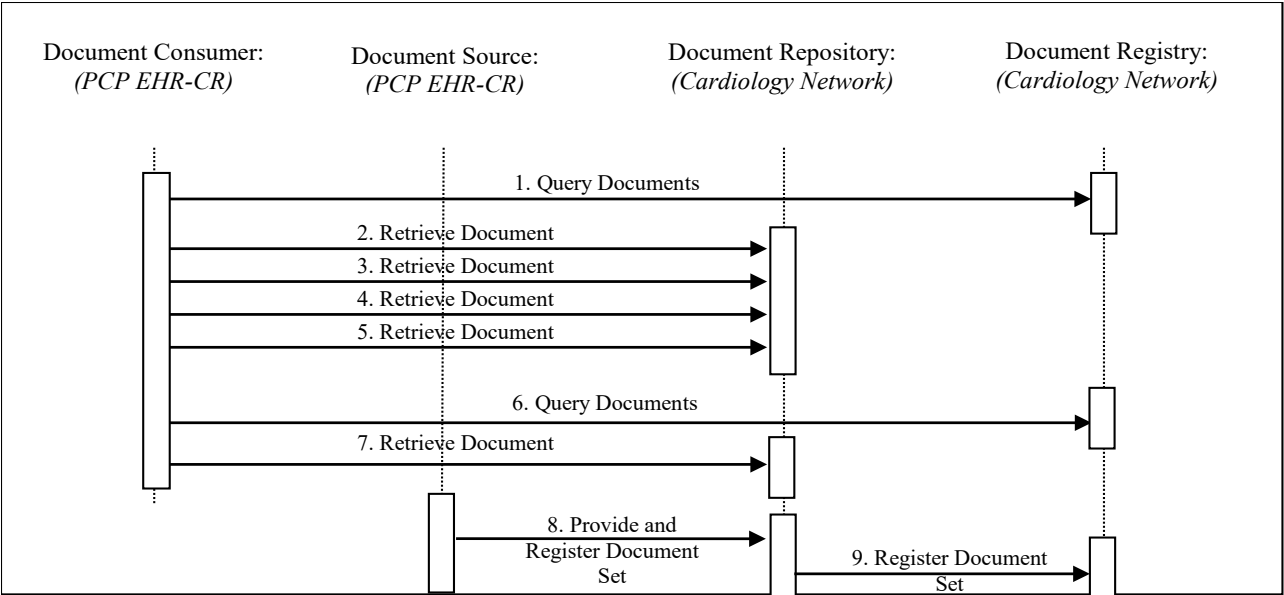 Document Consumer:
(PCP EHR-CR)
Document Source:
(PCP EHR-CR)
Document Repository:
(Cardiology Network)
Document Registry:
(Cardiology Network)
1. Query Documents
2. Retrieve Document
3. Retrieve Document
4. Retrieve Document
5. Retrieve Document
6. Query Documents
7. Retrieve Document
8. Provide and
Register Document
Set
9. Register Document
Set